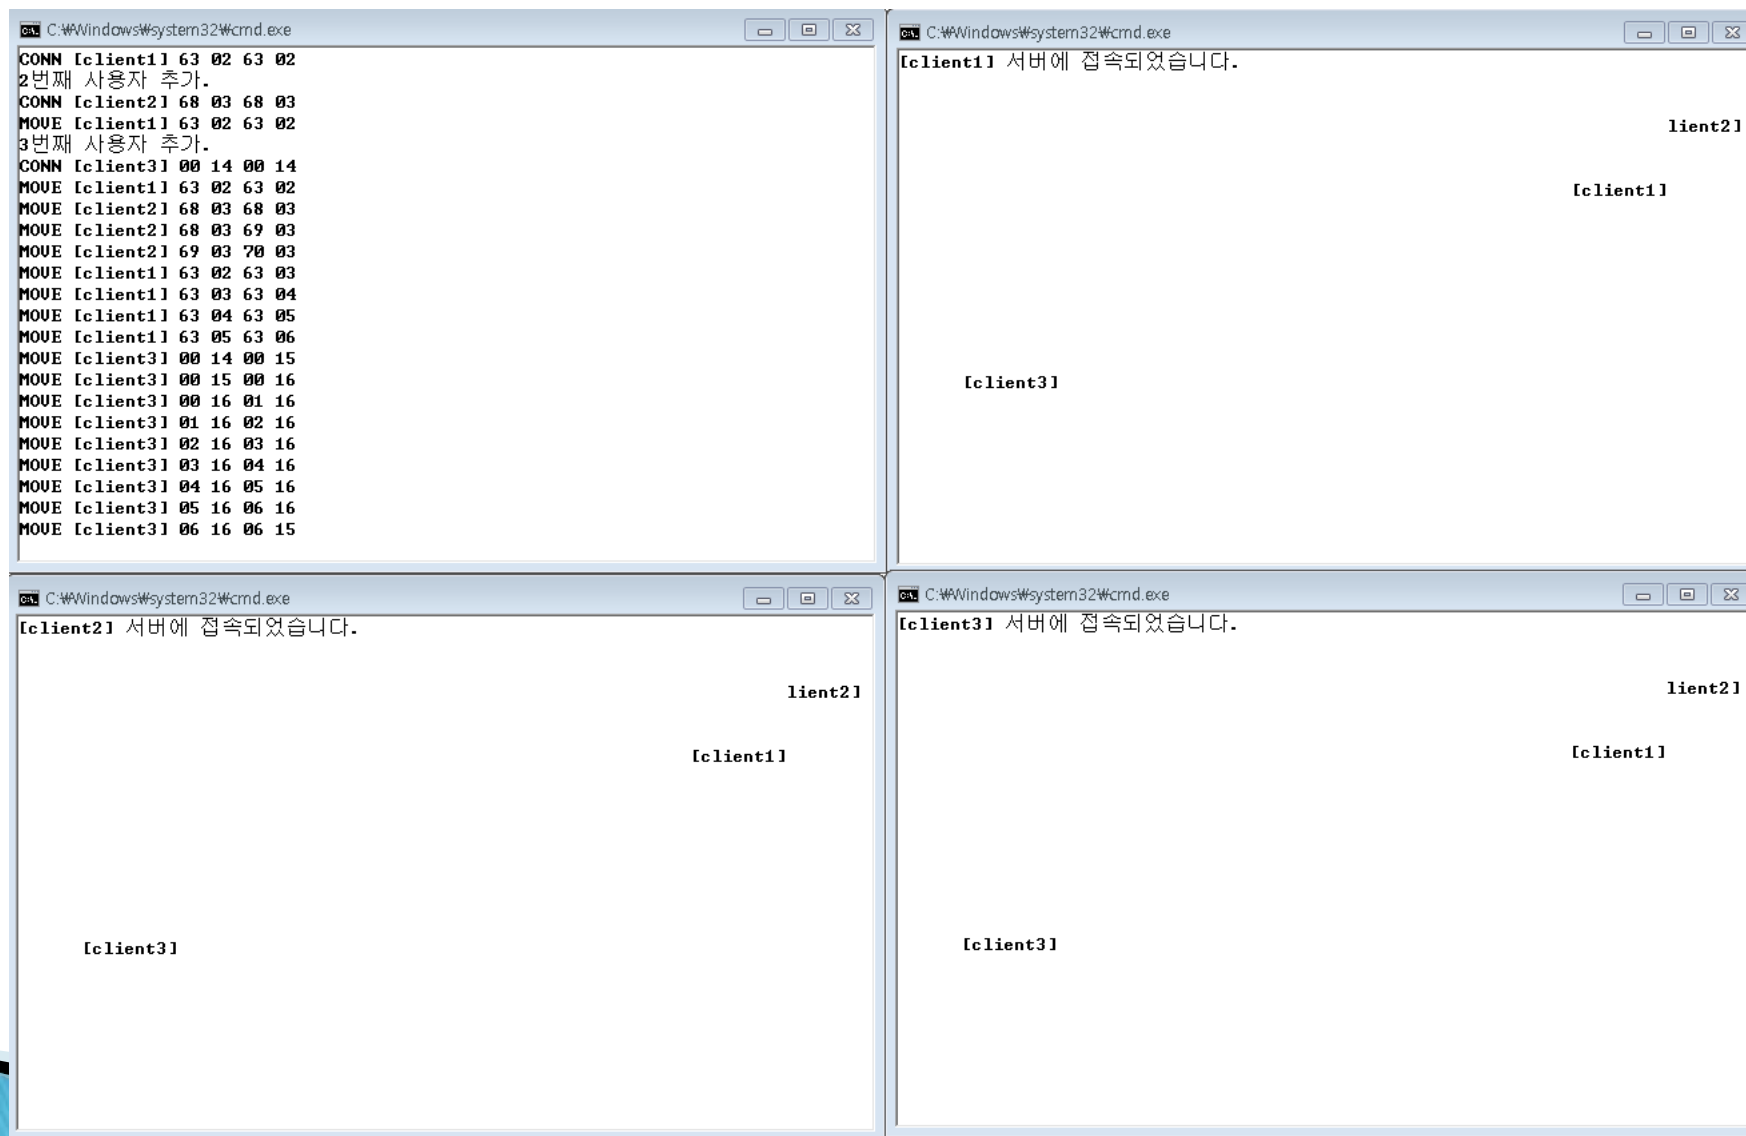 C:₩Windows₩system32₩cmd.exe
CONN [client1] 63 02 63 02
2번째 사용자 추가.
CONN [client2] 68 03 68 03
MOVE [client1] 63 02 63 02
3번째 사용자 추가.
CONN [client3] 00 14 00 14
MOVE [client1] 63 02 63 02
MOVE [client2] 68 03 68 03
MOVE [client2] 68 03 69 03
MOVE [client2] 69 03 70 03
MOVE [client1] 63 02 63 03
MOVE [client1] 63 03 63 04
MOVE [client1] 63 04 63 05
MOVE [client1] 63 05 63 06
MOVE [client3] 00 14 00 15
MOVE [client3] 00 15 00 16
MOVE [client3] 00 16 01 16
MOVE [client3] 01 16 02 16
MOVE [client3] 02 16 03 16
MOVE [client3] 03 16 04 16
MOVE [client3] 04 16 05 16
MOVE [client3] 05 16 06 16
MOVE [client3] 06 16 06 15
C:₩Windows₩system32₩cmd.exe
[client1] 서버에 접속되었습니다.
lient2]
[client1]
[client3]
C:₩Windows₩system32₩cmd.exe
[client2] 서버에 접속되었습니다.
lient2]
[client1]
[client3]
C:₩Windows₩system32₩cmd.exe
[client3] 서버에 접속되었습니다.
lient2]
[client1]
[client3]